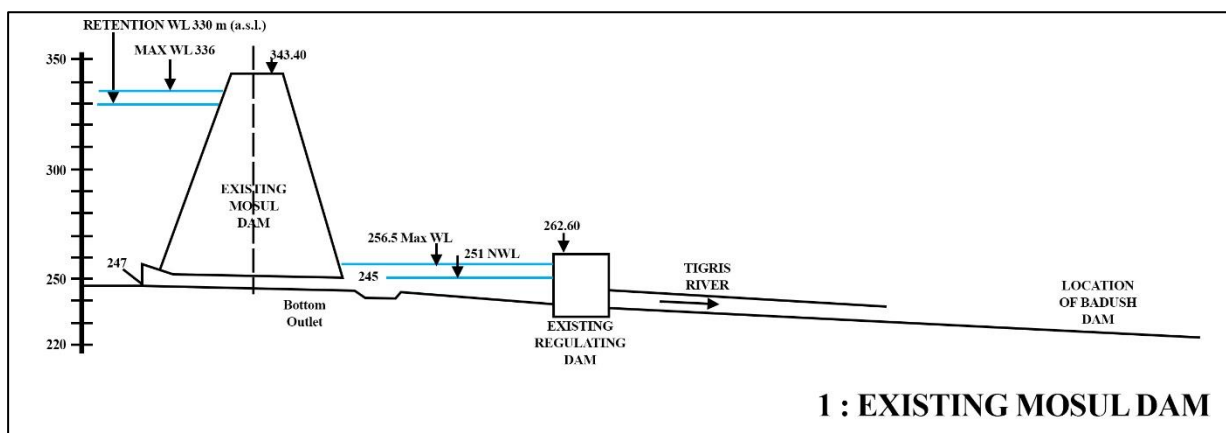 RETENTION WL 330 m (a.s.l.)
MAX WL 336
343.40
350
300
250
220
EXISTING
MOSUL
DAM
247
Bottom
Outlet
245
256.5 Max WL
251 NWL
262.60
EXISTING
REGULATING
DAM
TIGRIS
RIVER
LOCATION
OF BADUSH
DAM
1 : EXISTING MOSUL DAM